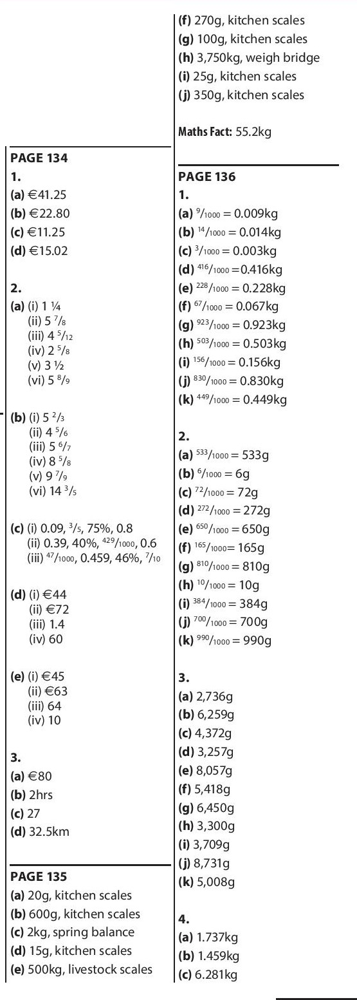 PAGE 134
1.
(a) €41.25
(b) €22.80
(c) €11.25
(d) €15.02
2.
(a) (i) 1 ¼
(ii) 5 7/8
(iii) 4 5/12
(iv) 2 5/8
(v) 3 ½
(vi) 5 8/9
(b) (i) 5 2/3
(ii) 4 5/6
(iii) 5 6/7
(iv) 8 5/8
(v) 9 7/9
(vi) 14 3/5
(c) (i) 0.09, 3/5, 75%, 0.8
(ii) 0.39, 40%, 429/1000, 0.6
(iii) 47/1000, 0.459, 46%, 7/10
(d) (i) €44
(ii) €72
(iii) 1.4
(iv) 60
(e) (i) €45
(ii) €63
(iii) 64
(iv) 10
3.
(a) €80
(b) 2hrs
(c) 27
(d) 32.5km
PAGE 135
(a) 20g, kitchen scales
(b) 600g, kitchen scales
(c) 2kg, spring balance
(d) 15g, kitchen scales
(e) 500kg, livestock scales
(f) 270g, kitchen scales
(g) 100g, kitchen scales
(h) 3,750kg, weigh bridge
(i) 25g, kitchen scales
(j) 350g, kitchen scales
Maths Fact: 55.2kg
PAGE 136
1.
(a) 9/1000 = 0.009kg
(b) 14/1000 = 0.014kg
(c) 3/1000 = 0.003kg
(d) 416/1000 =0.416kg
(e) 228/1000 = 0.228kg
(f) 67/1000 = 0.067kg
(g) 923/1000 = 0.923kg
(h) 503/1000 = 0.503kg
(i) 156/1000 = 0.156kg
(j) 830/1000 = 0.830kg
(k) 449/1000 = 0.449kg
2.
(a) 533/1000 = 533g
(b) 6/1000 = 6g
(c) 72/1000 = 72g
(d) 272/1000 = 272g
(e) 650/1000 = 650g
(f) 165/1000= 165g
(g) 810/1000 = 810g
(h) 10/1000 = 10g
(i) 384/1000 = 384g
(j) 700/1000 = 700g
(k) 990/1000 = 990g
3.
(a) 2,736g
(b) 6,259g
(c) 4,372g
(d) 3,257g
(e) 8,057g
(f) 5,418g
(g) 6,450g
(h) 3,300g
(i) 3,709g
(j) 8,731g
(k) 5,008g
4.
(a) 1.737kg
(b) 1.459kg
(c) 6.281kg